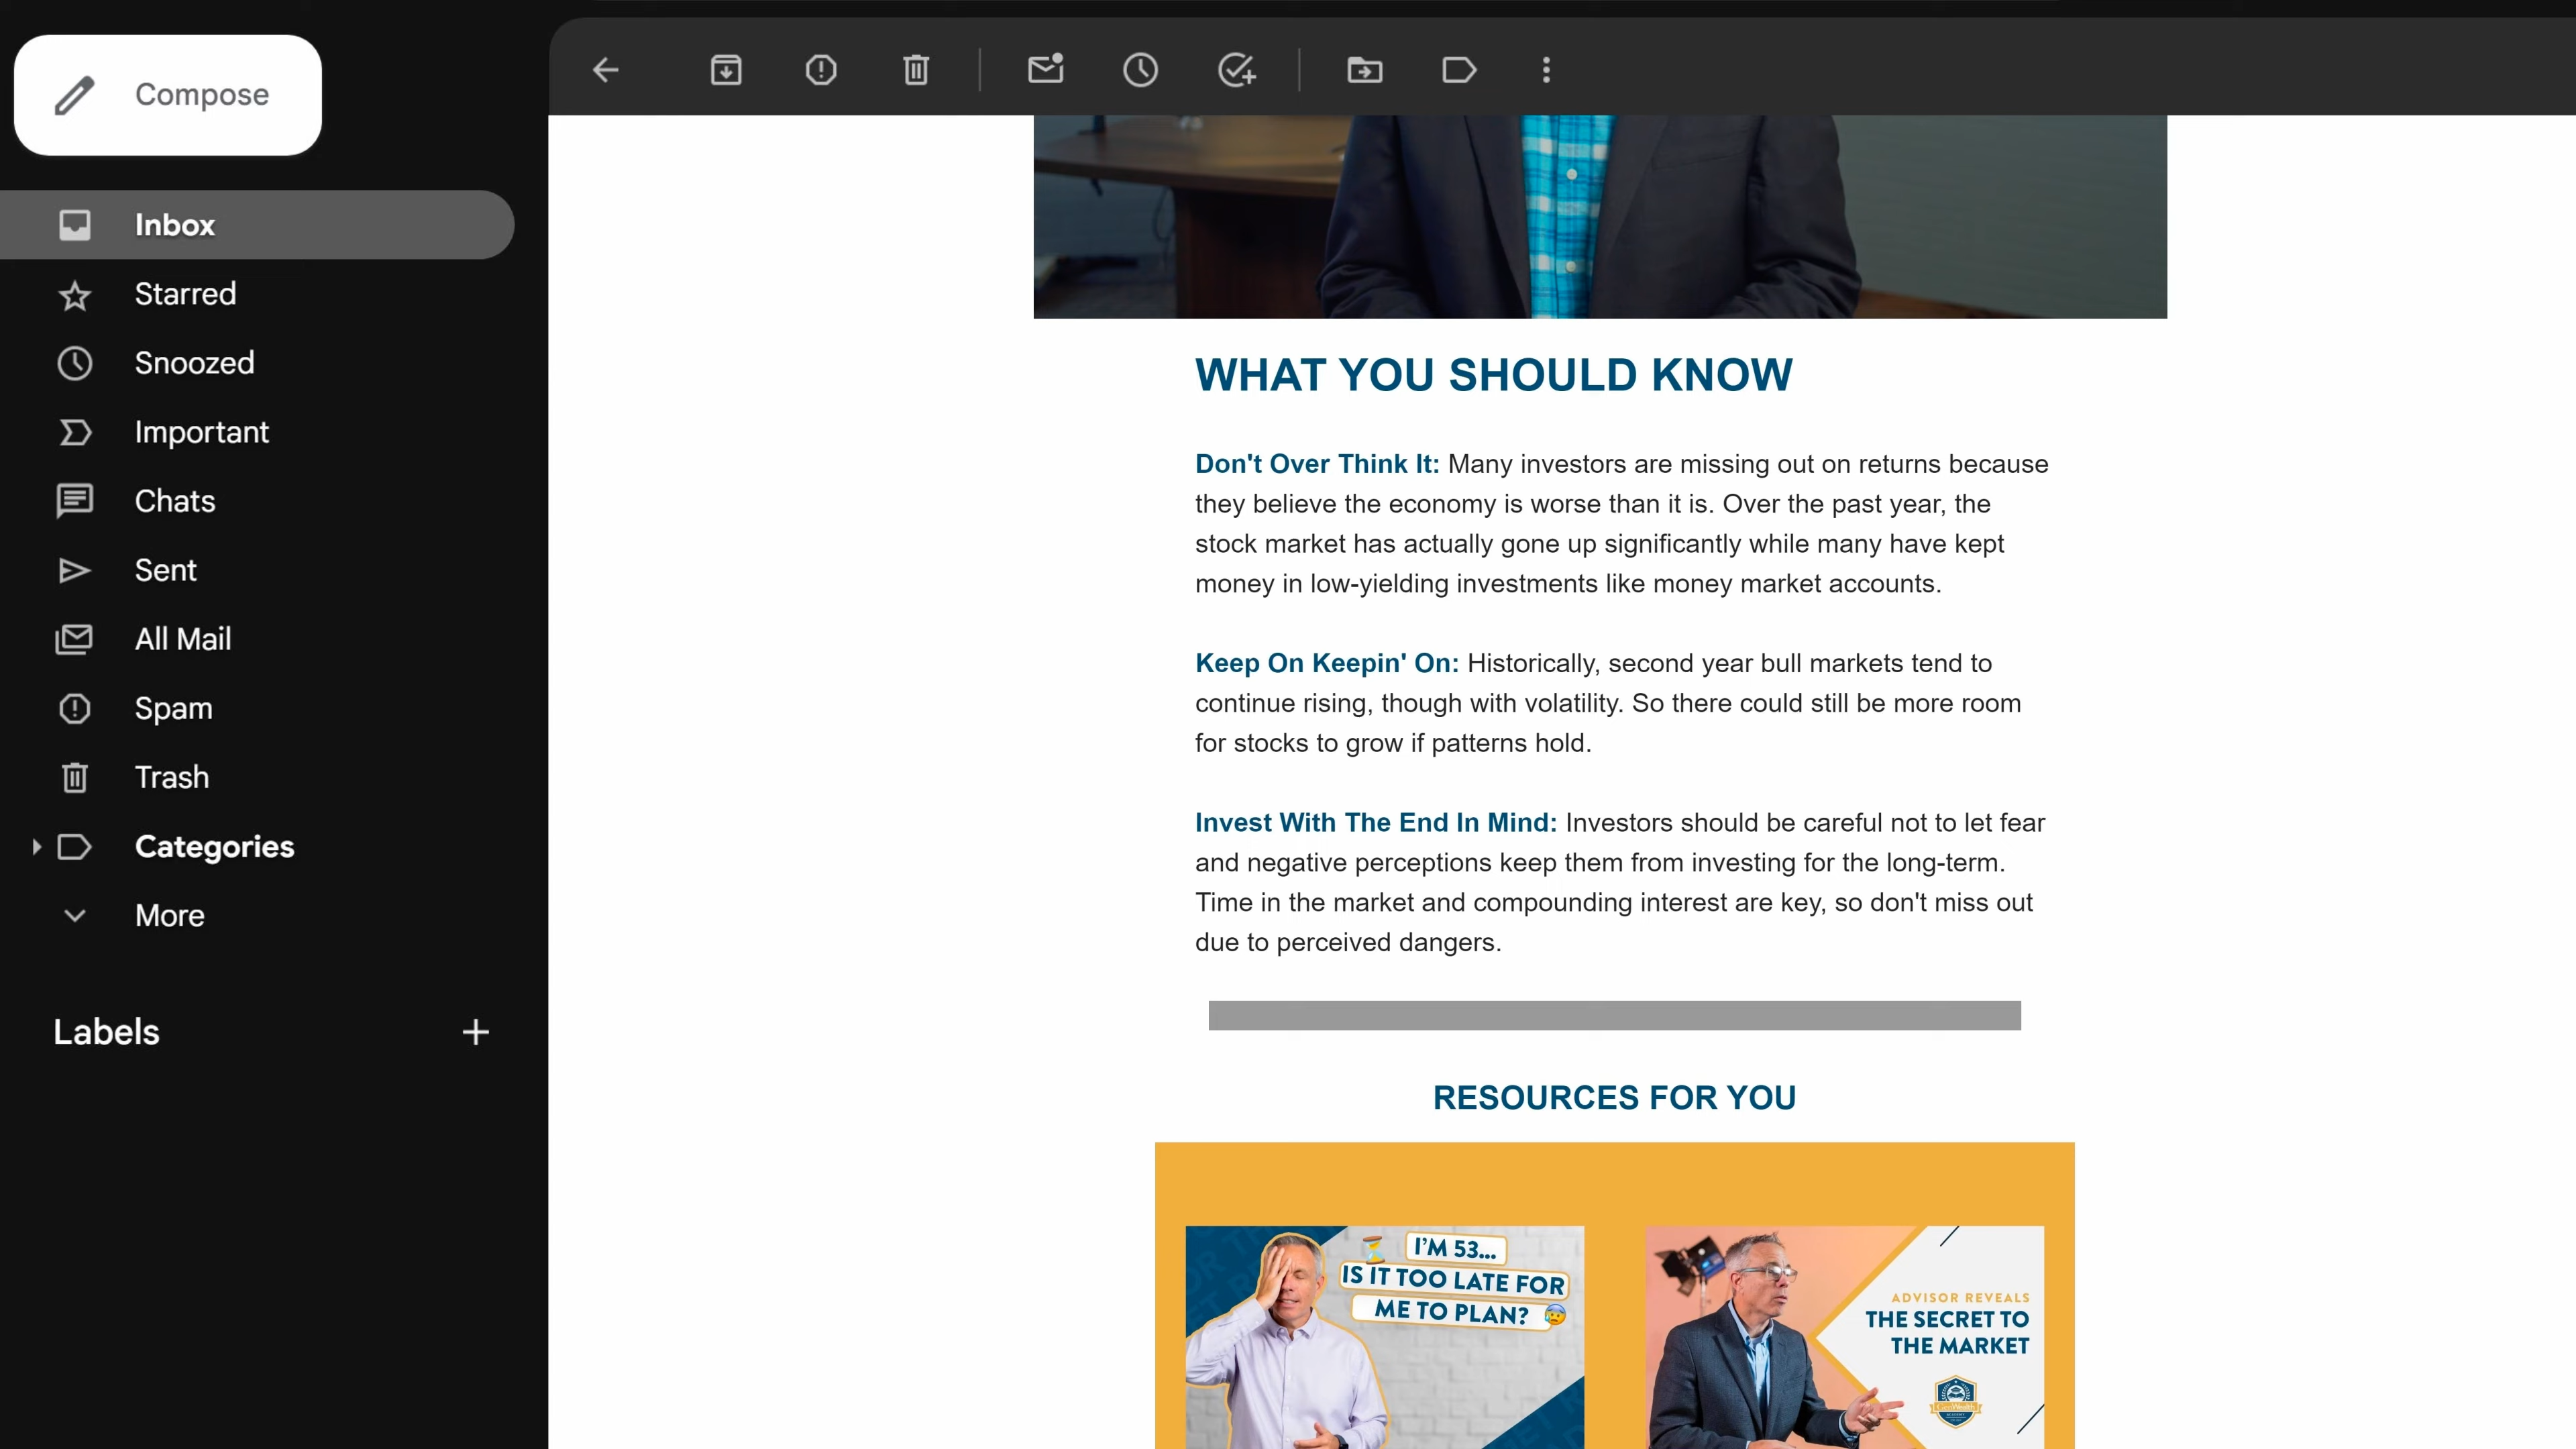 Compose
Inbox
Starred
Snoozed
Important
Chats
Sent
All Mail
Spam
Trash
Categories
More
Labels
WHAT YOU SHOULD KNOW
Don't Over Think It: Many investors are missing out on returns because
they believe the economy is worse than it is. Over the past year, the
stock market has actually gone up significantly while many have kept
money in low-yielding investments like money market accounts.
Keep On Keepin' On: Historically, second year bull markets tend to
continue rising, though with volatility. So there could still be more room
for stocks to grow if patterns hold.
Invest With The End In Mind: Investors should be careful not to let fear
and negative perceptions keep them from investing for the long-term.
Time in the market and compounding interest are key, so don't miss out
due to perceived dangers.
RESOURCES FOR YOU
I'M 53...
IS IT TOO LATE FOR
ME TO PLAN?
ADVISOR REVEALS
THE SECRET TO
THE MARKET